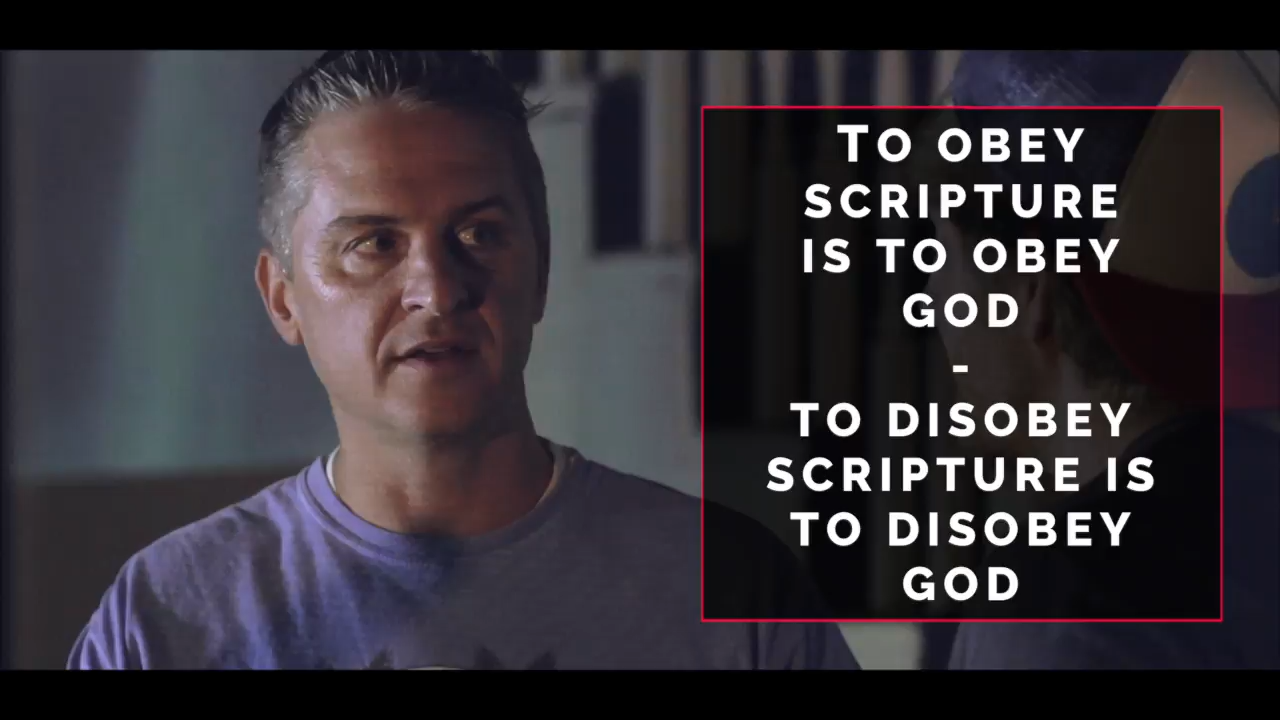 TO OBEY
SCRIPTURE
IS TO OBEY
GOD
-
TO DISOBEY
SCRIPTURE IS
TO DISOBEY
GOD